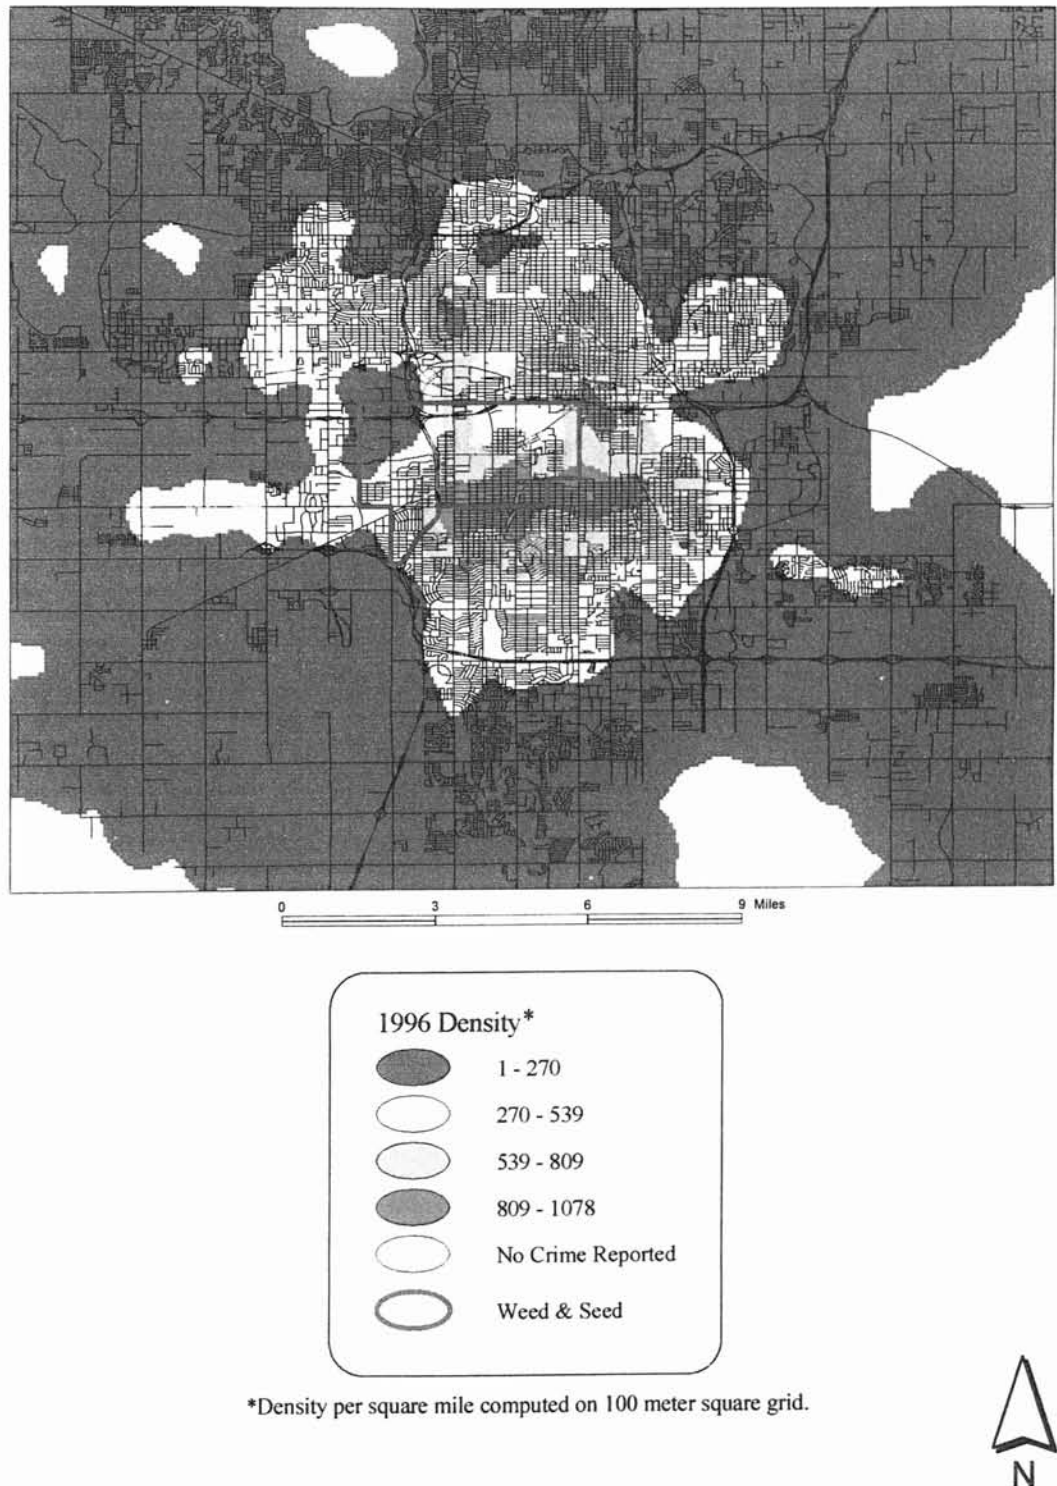 0 3 6 9 Miles
1996 Density*
1 - 270
270 - 539
539 - 809
809 - 1078
No Crime Reported
Weed & Seed
*Density per square mile computed on 100 meter square grid.
N